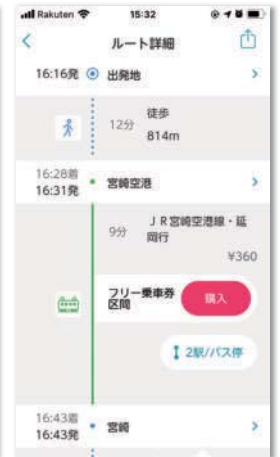 Rakuten 15:32
ルート詳細
16:16発 出発地
12分 徒歩
814m
16:28着
16:31発 宮崎空港
9分 JR宮崎空港線・延
岡行
¥360
フリー乗車券
区間 購入
2駅/バス停
16:43着
16:43発 宮崎